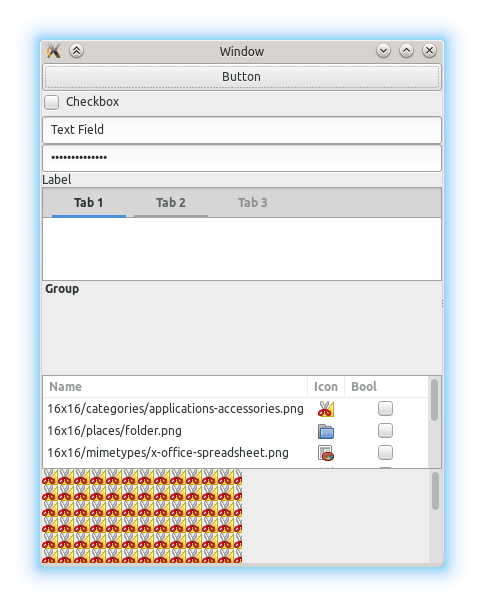 Window
Button
Checkbox
Text Field
••••••••••••••
Label
Tab 1 Tab 2 Tab 3
Group
Name Icon Bool
16x16/categories/applications-accessories.png
16x16/places/folder.png
16x16/mimetypes/x-office-spreadsheet.png